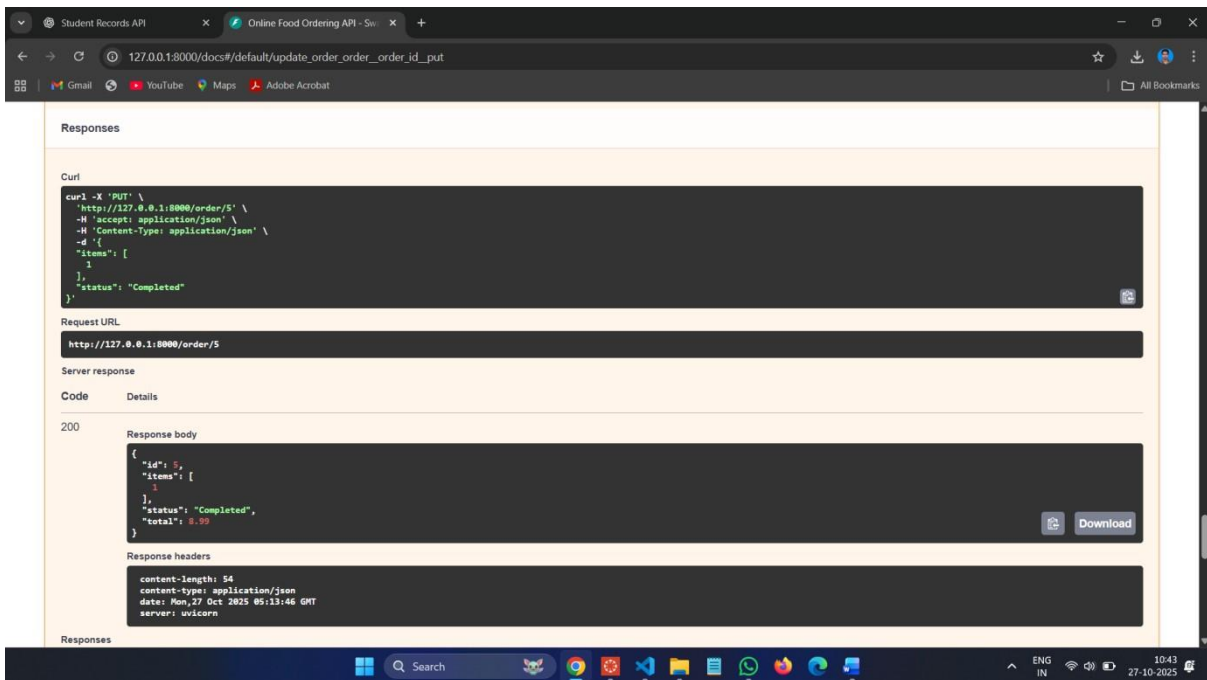 Student Records API
Online Food Ordering API - Sw
127.0.0.1:8000/docs#/default/update_order_order__order_id__put
Gmail YouTube Maps Adobe Acrobat All Bookmarks
Responses
Curl
curl -X 'PUT' \
'http://127.0.0.1:8000/order/5' \
-H 'accept: application/json' \
-H 'Content-Type: application/json' \
-d '{
"items": [
1
],
"status": "Completed"
}'
Request URL
http://127.0.0.1:8000/order/5
Server response
Code Details
200
Response body
{
"id": 5,
"items": [
1
],
"status": "Completed",
"total": 8.99
}
Download
Response headers
content-length: 54
content-type: application/json
date: Mon,27 Oct 2025 05:13:46 GMT
server: uvicorn
Responses
Search
ENG 10:43
IN 27-10-2025